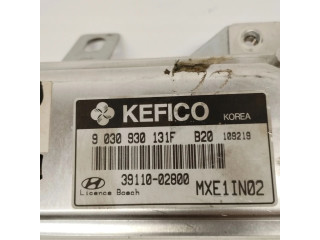 KEFICO
KOREA
9 030 930 131F B20 109219
39110-02800
Licence Bosch
MXE1IN02